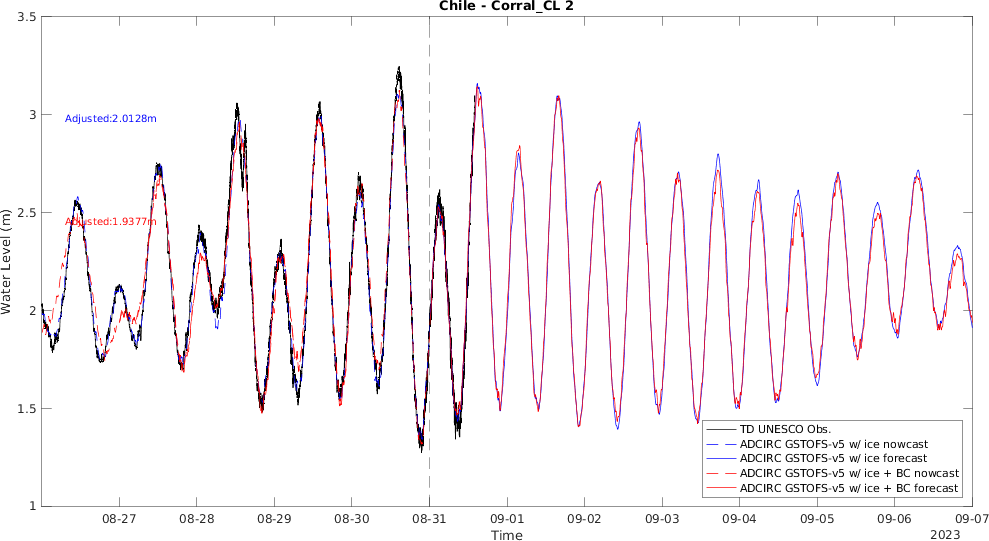 Chile - Corral_CL 2
3.5
3
2.5
2
1.5
1
Water Level (m)
Adjusted:2.0128m
Adjusted:1.9377m
TD UNESCO Obs.
ADCIRC GSTOFS-v5 w/ ice nowcast
ADCIRC GSTOFS-v5 w/ ice forecast
ADCIRC GSTOFS-v5 w/ ice + BC nowcast
ADCIRC GSTOFS-v5 w/ ice + BC forecast
08-27 08-28 08-29 08-30 08-31 09-01 09-02 09-03 09-04 09-05 09-06 09-07
Time
2023